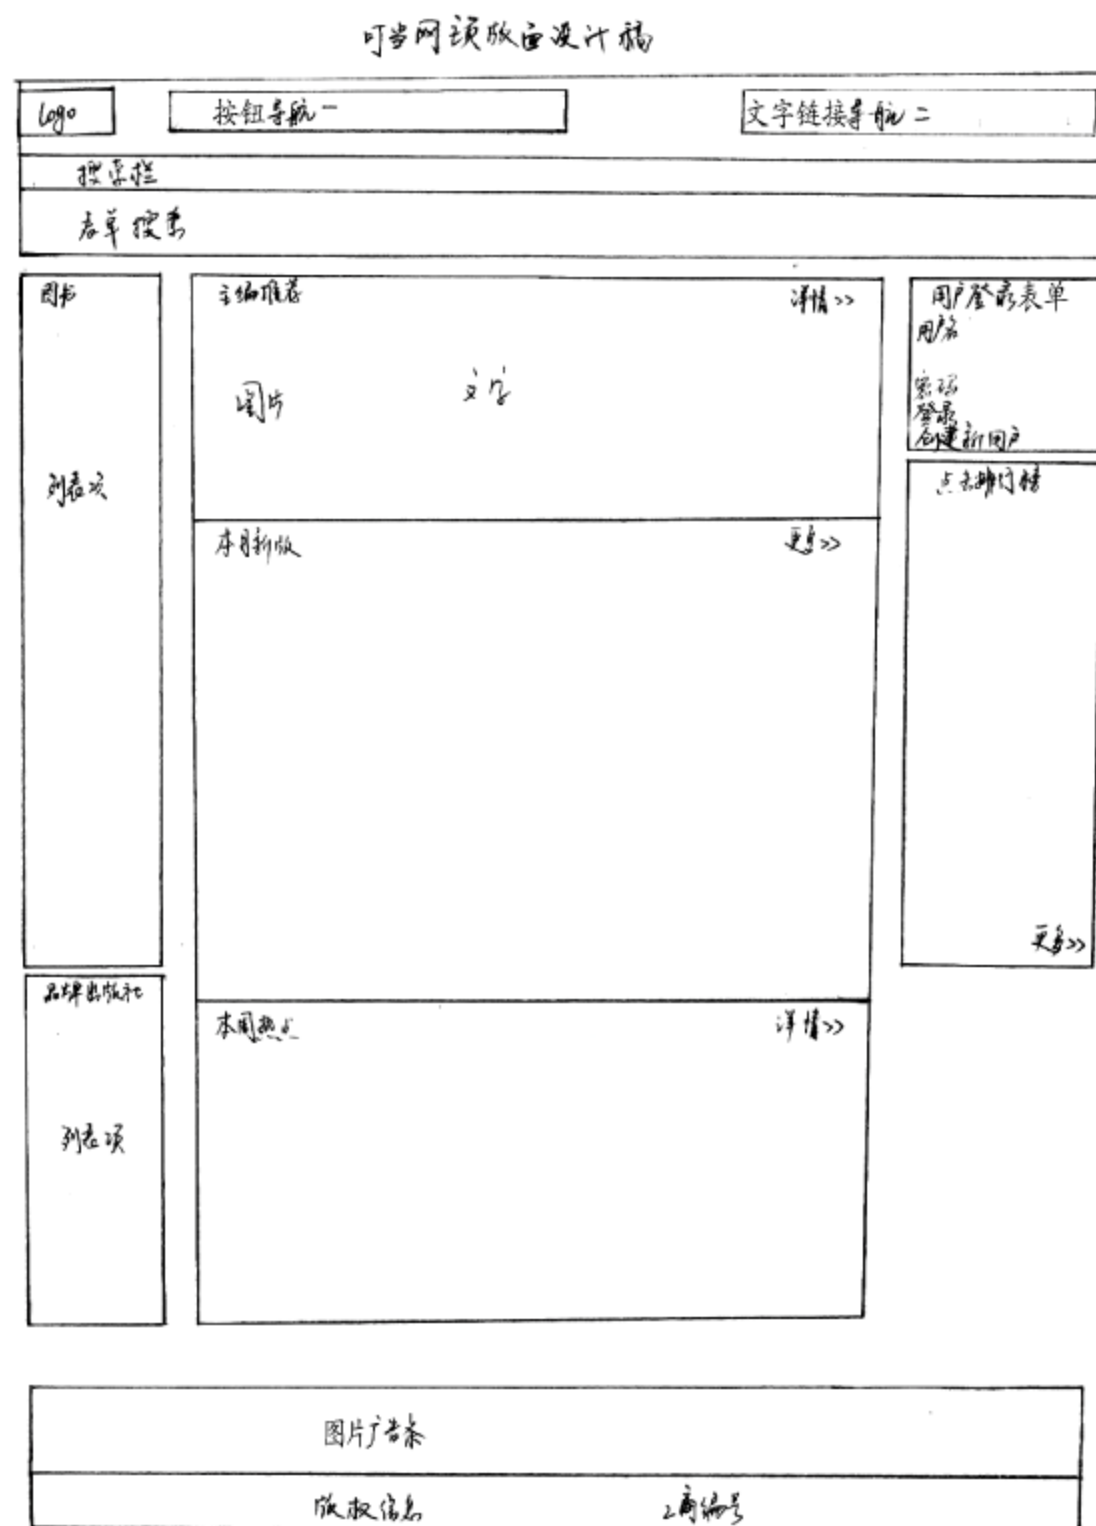 叮当网页版面设计稿
Logo
按钮导航一
文字链接导航二
搜索栏
表单搜索
图书
列表项
主编推荐
详情>>
图片
文字
本月新版
更多>>
本周热点
详情>>
用户登录表单
用户名
密码
登录
创建新用户
点击排行榜
更多>>
品牌出版社
列表项
图片广告条
版权信息
工商编号